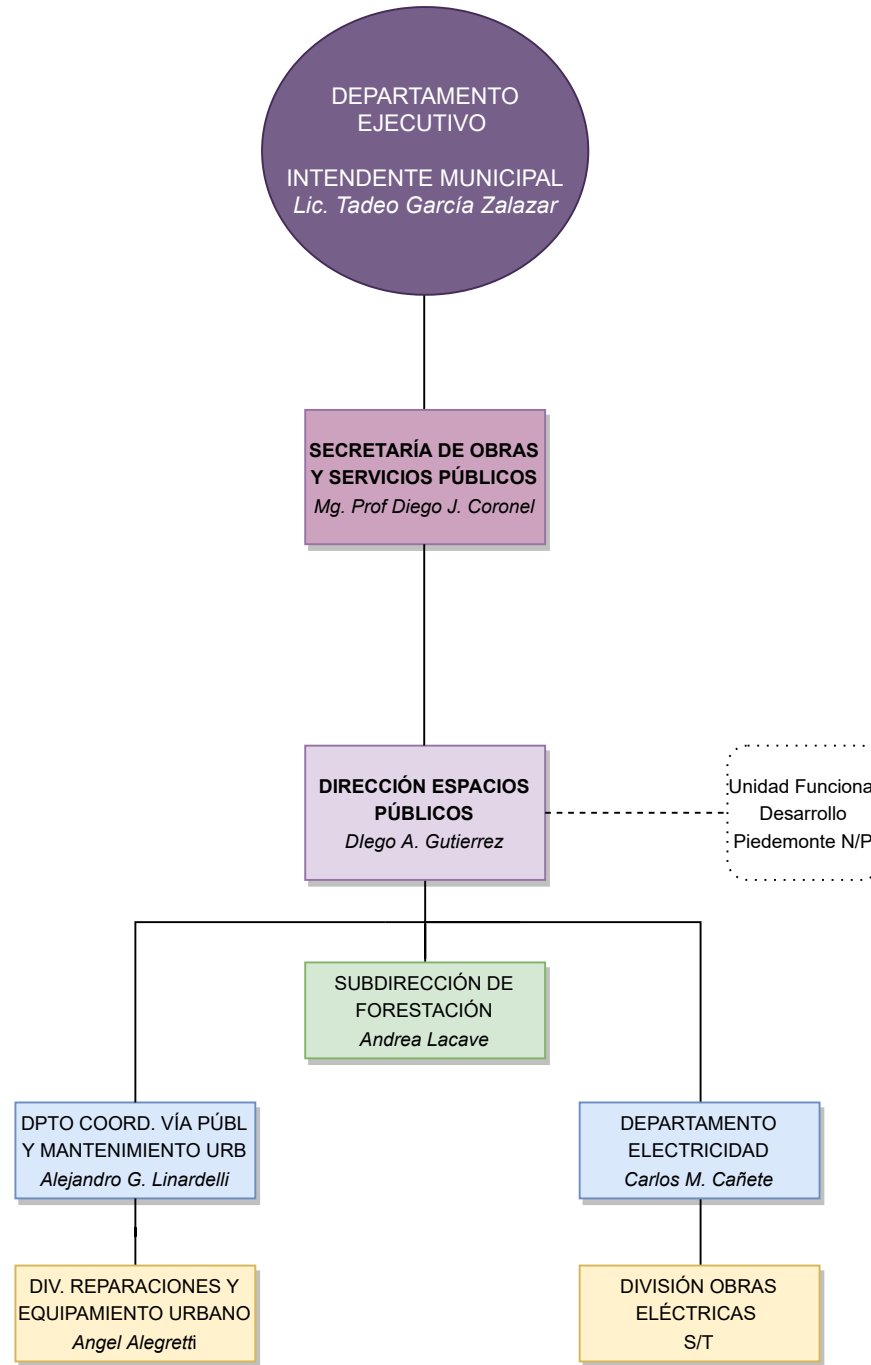 DEPARTAMENTO
EJECUTIVO
INTENDENTE MUNICIPAL
Lic. Tadeo García Zalazar
SECRETARÍA DE OBRAS
Y SERVICIOS PÚBLICOS
Mg. Prof Diego J. Coronel
DIRECCIÓN ESPACIOS
PÚBLICOS
DIego A. Gutierrez
Unidad Funciona
Desarrollo
Piedemonte N/P
SUBDIRECCIÓN DE
FORESTACIÓN
Andrea Lacave
DPTO COORD. VÍA PÚBL
Y MANTENIMIENTO URB
Alejandro G. Linardelli
DEPARTAMENTO
ELECTRICIDAD
Carlos M. Cañete
DIV. REPARACIONES Y
EQUIPAMIENTO URBANO
Angel Alegretti
DIVISIÓN OBRAS
ELÉCTRICAS
S/T